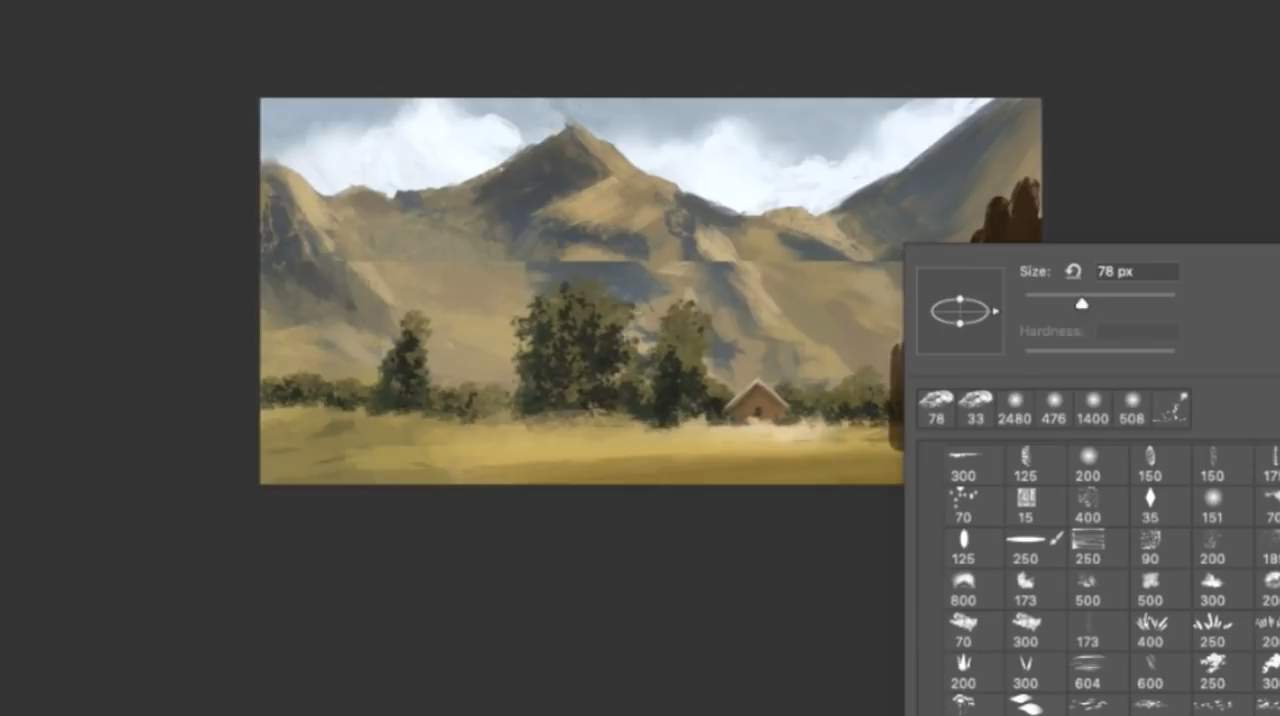 Size: 78 px
Hardness:
78 33 2480 476 1400 508
300 125 200 150 150
70 15 400 35 151
125 250 250 90 200
800 173 500 500 300
70 300 173 400 250
200 300 604 600 250